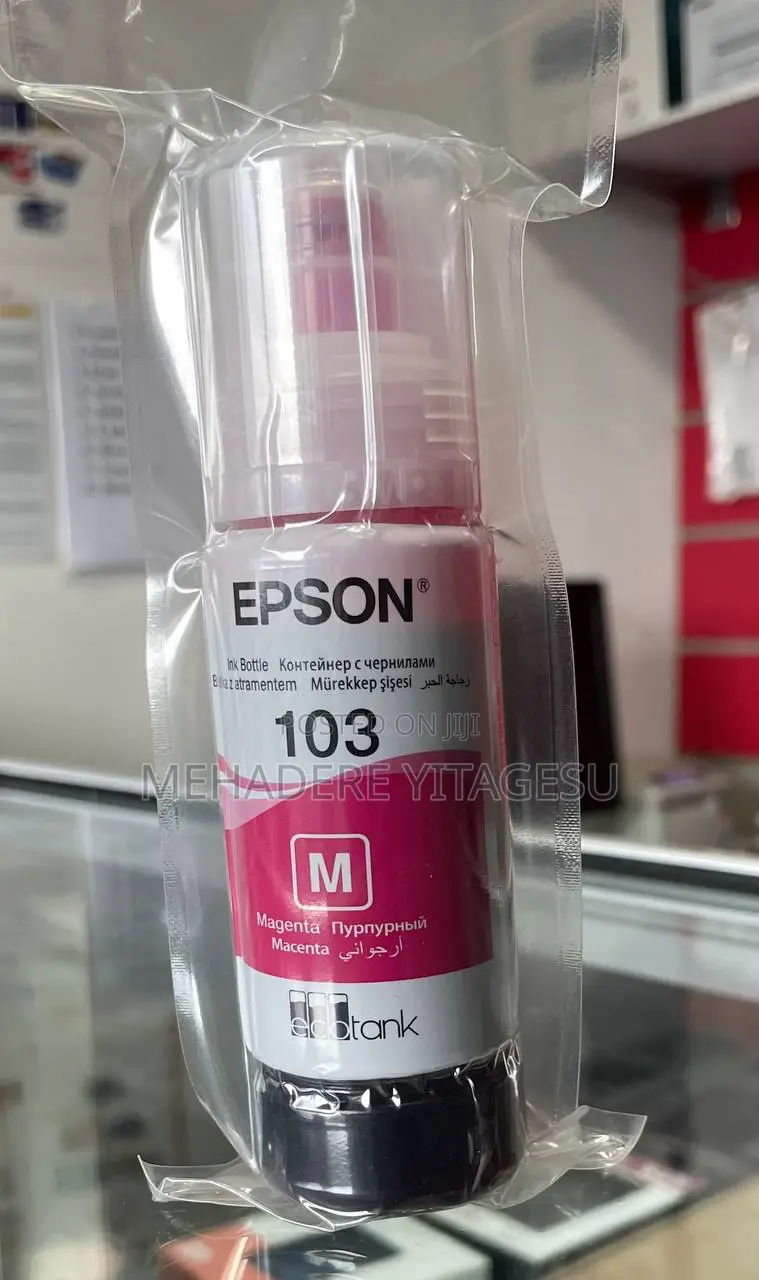 EPSON®
Ink Bottle Контейнер с чернилами
z atramentem Mürekkep şişesi زجاجة الحبر
103
POSTED ON JIJI
MEHADERE YITAGESU
M
Magenta Пурпурный
Macenta أرجواني
ecotank